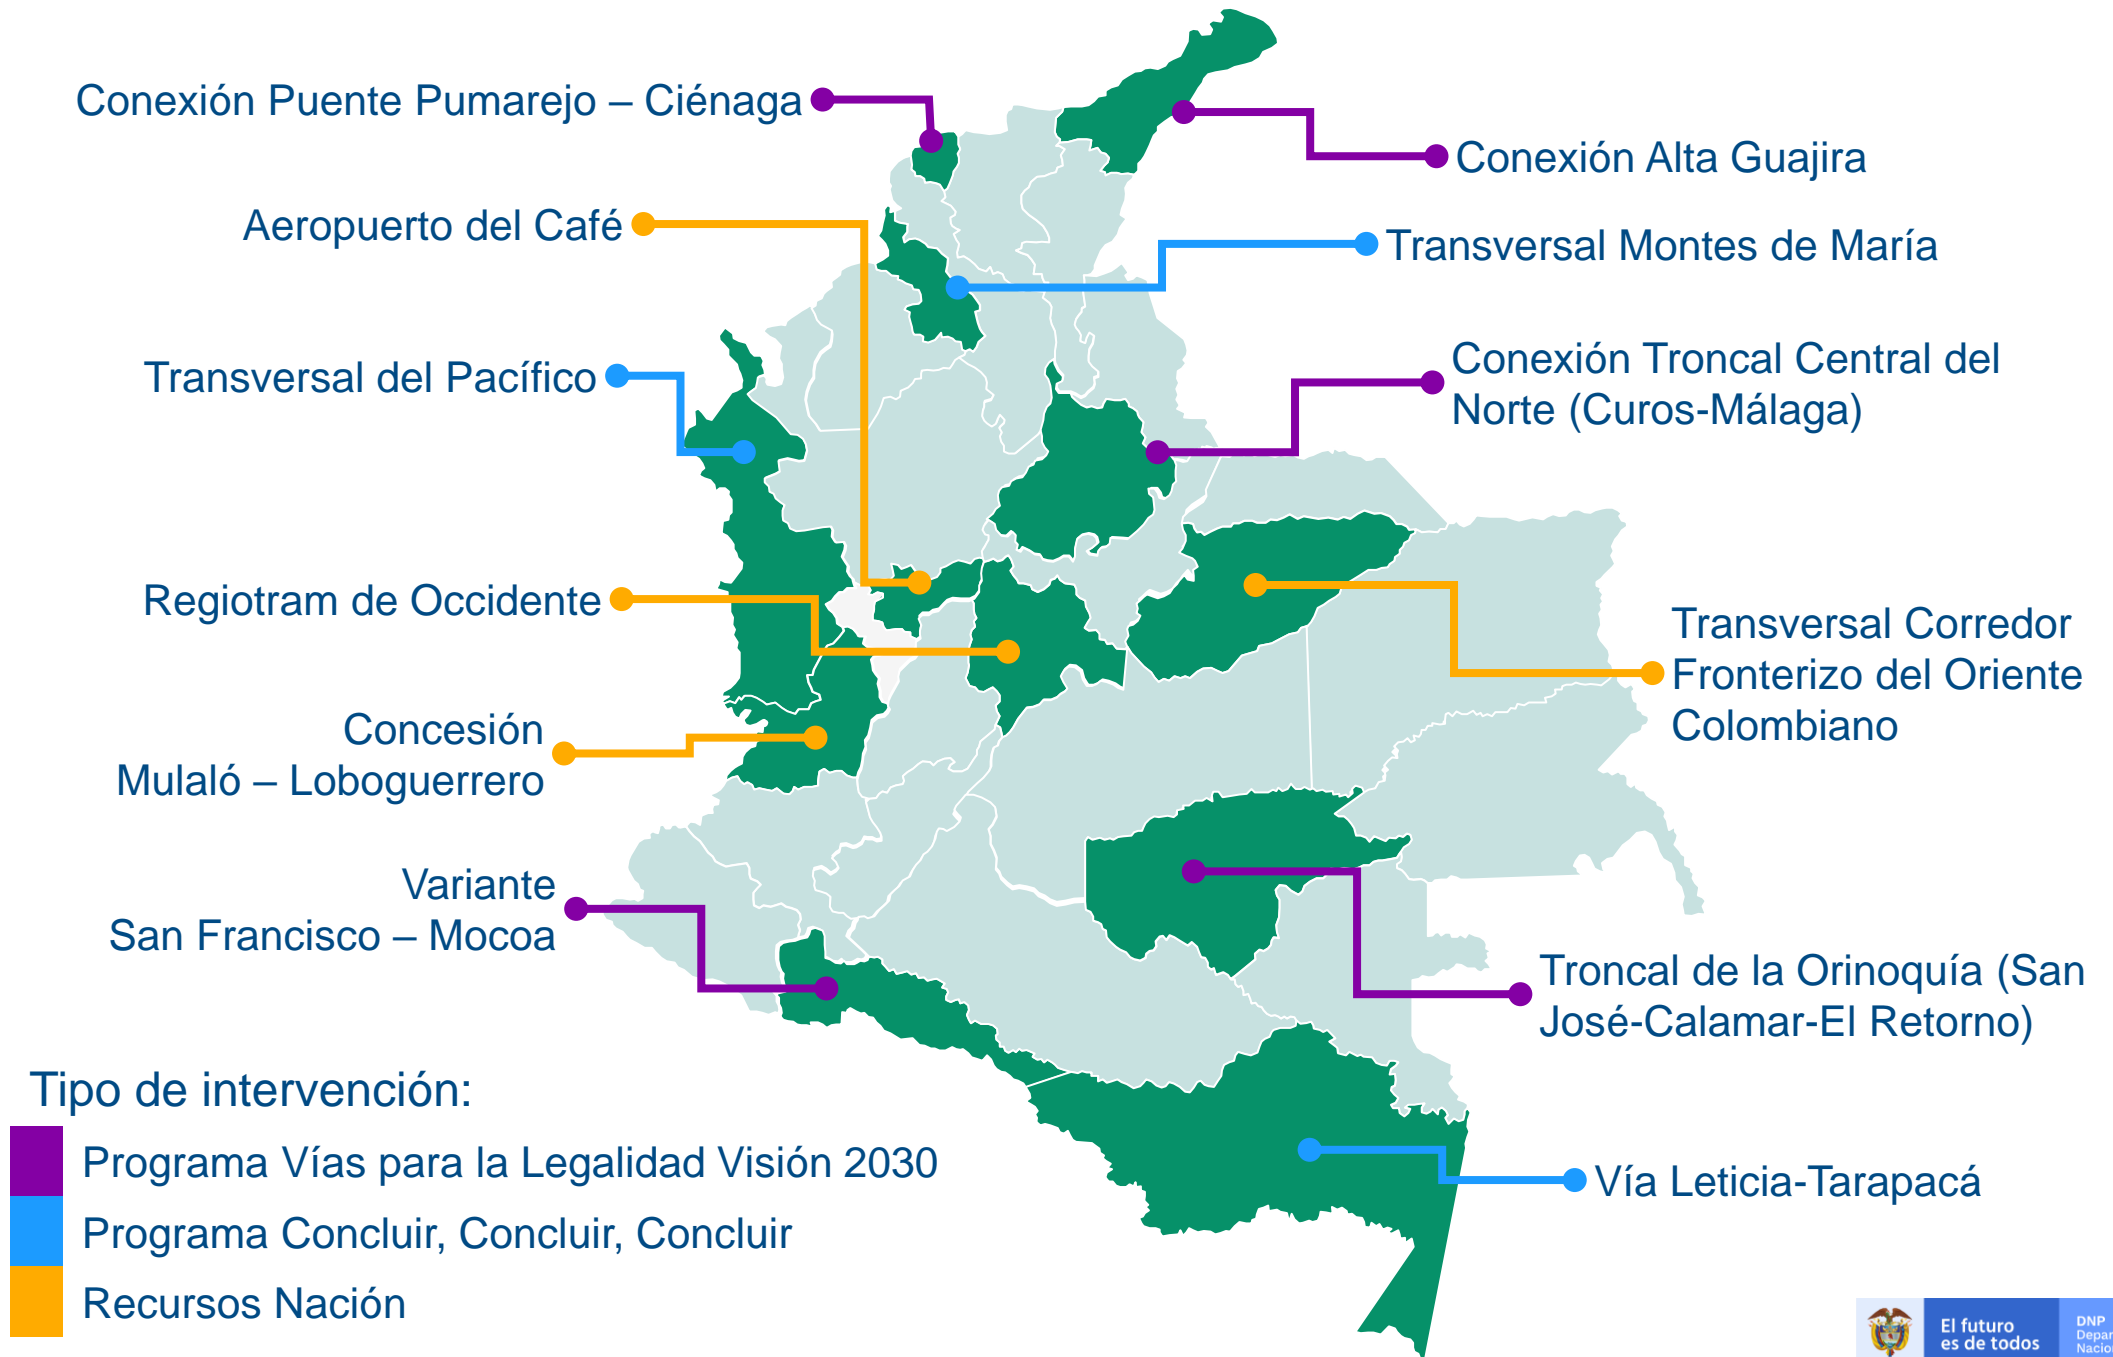 Conexión Puente Pumarejo – Ciénaga
Conexión Alta Guajira
Aeropuerto del Café
Transversal Montes de María
Transversal del Pacífico
Conexión Troncal Central del
Norte (Curos-Málaga)
Registram de Occidente
Transversal Corredor
Fronterizo del Oriente
Colombiano
Concesión
Mulaló – Loboguerrero
Variante
San Francisco – Mocoa
Troncal de la Orinoquía (San
José-Calamar-El Retorno)
Vía Leticia-Tarapacá
Tipo de intervención:
Programa Vías para la Legalidad Visión 2030
Programa Concluir, Concluir, Concluir
Recursos Nación
El futuro
es de todos
DNP